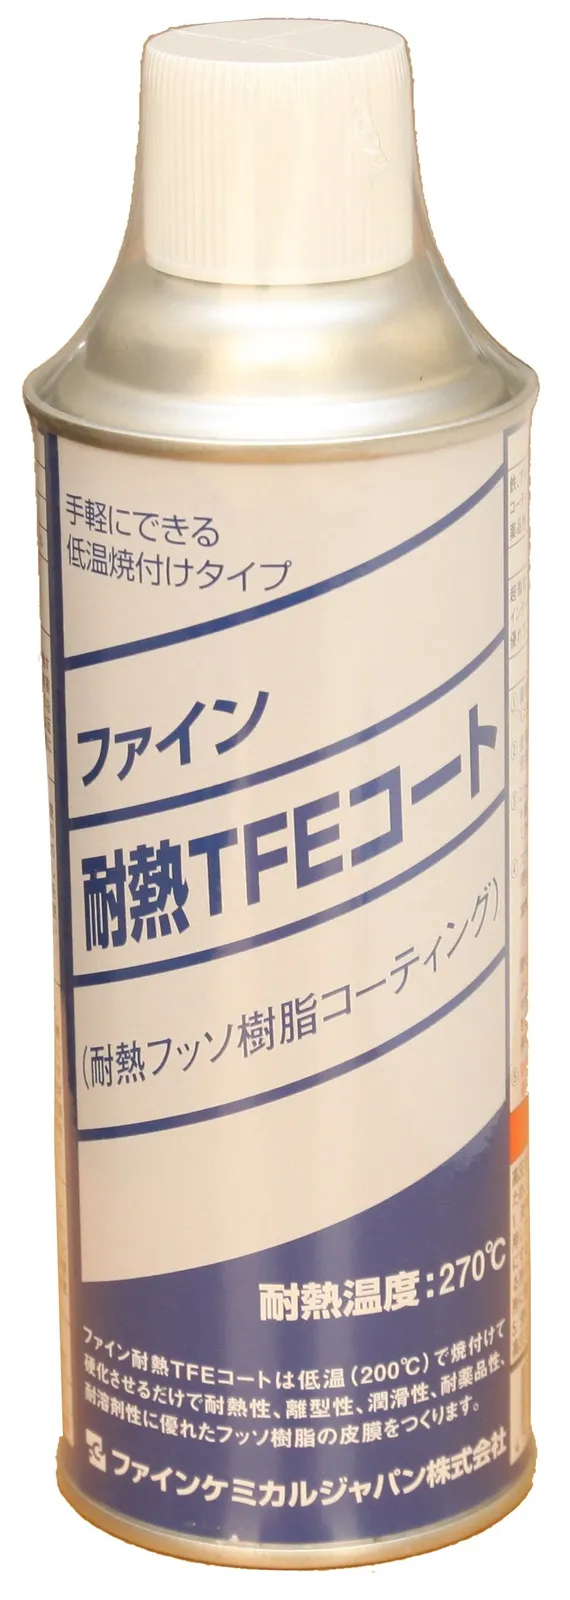 手軽にできる
低温焼付けタイプ
ファイン
耐熱TFEコート
(耐熱フッソ樹脂コーティング)
耐熱温度：270℃
ファイン耐熱TFEコートは低温(200℃)で焼付けて
硬化させるだけで耐熱性、離型性、潤滑性、耐薬品性、
耐溶剤性に優れたフッソ樹脂の皮膜をつくります。
ファインケミカルジャパン株式会社